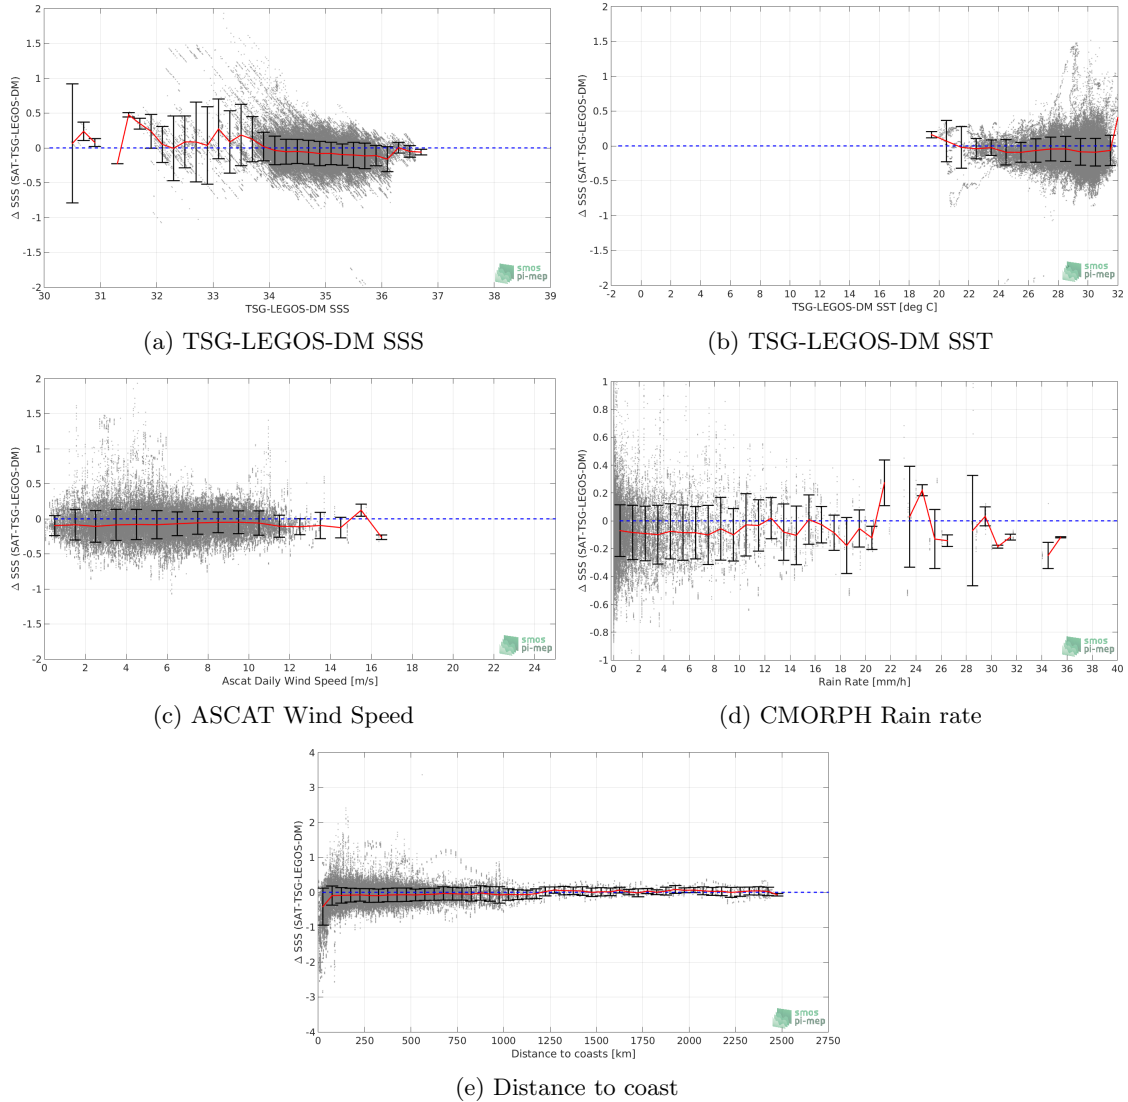 2
1.5
1
0.5
0
-0.5
-1
-1.5
-2
Δ SSS (SAT-TSG-LEGOS-DM)
30 31 32 33 34 35 36 37 38 39
TSG-LEGOS-DM SSS
smos
pi-mep
(a) TSG-LEGOS-DM SSS
2
1.5
1
0.5
0
-0.5
-1
-1.5
-2
Δ SSS (SAT-TSG-LEGOS-DM)
-2 0 2 4 6 8 10 12 14 16 18 20 22 24 26 28 30 32
TSG-LEGOS-DM SST [deg C]
smos
pi-mep
(b) TSG-LEGOS-DM SST
2
1.5
1
0.5
0
-0.5
-1
-1.5
-2
Δ SSS (SAT-TSG-LEGOS-DM)
0 2 4 6 8 10 12 14 16 18 20 22 24
Ascat Daily Wind Speed [m/s]
smos
pi-mep
(c) ASCAT Wind Speed
1
0.8
0.6
0.4
0.2
0
-0.2
-0.4
-0.6
-0.8
-1
Δ SSS (SAT-TSG-LEGOS-DM)
0 2 4 6 8 10 12 14 16 18 20 22 24 26 28 30 32 34 36 38 40
Rain Rate [mm/h]
smos
pi-mep
(d) CMORPH Rain rate
4
3
2
1
0
-1
-2
-3
-4
Δ SSS (SAT-TSG-LEGOS-DM)
0 250 500 750 1000 1250 1500 1750 2000 2250 2500 2750
Distance to coasts [km]
smos
pi-mep
(e) Distance to coast